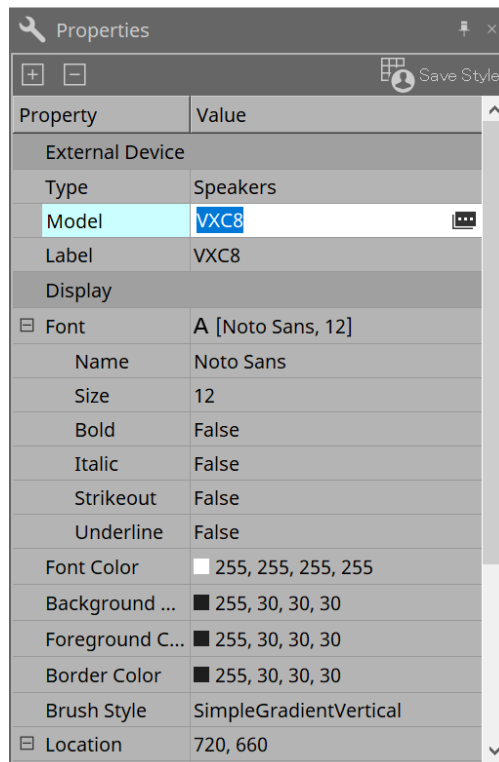 Properties
Save Style
Property Value
External Device
Type Speakers
Model VXC8
Label VXC8
Display
Font A [Noto Sans, 12]
Name Noto Sans
Size 12
Bold False
Italic False
Strikeout False
Underline False
Font Color 255, 255, 255, 255
Background ... 255, 30, 30, 30
Foreground C... 255, 30, 30, 30
Border Color 255, 30, 30, 30
Brush Style SimpleGradientVertical
Location 720, 660